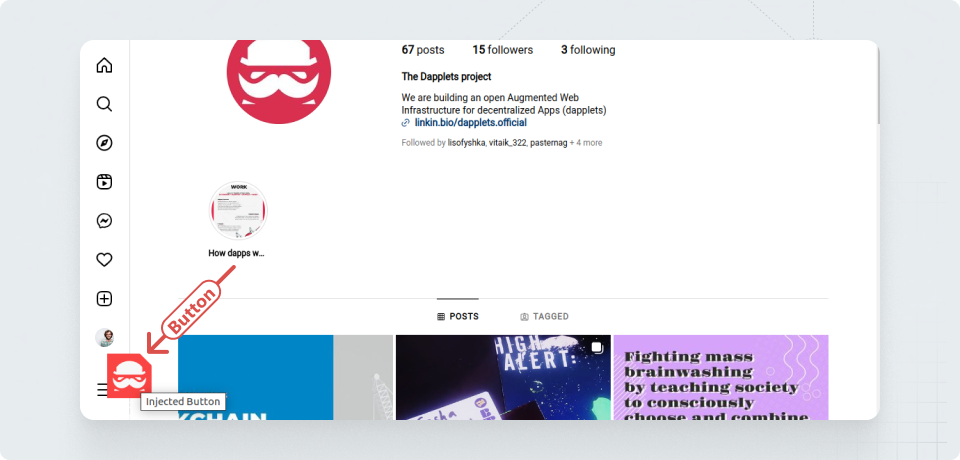 67 posts 15 followers 3 following
The Dapplets project
We are building an open Augmented Web
Infrastructure for decentralized Apps (dapplets)
linkin.bio/dapplets.official
Followed by lisofyshka, vitaik_322, pasternag + 4 more
WORK
How dapps w...
Button
POSTS TAGGED
HIGH
ALERT:
Fighting mass
brainwashing
by teaching society
to consciously
choose and combine
Injected Button